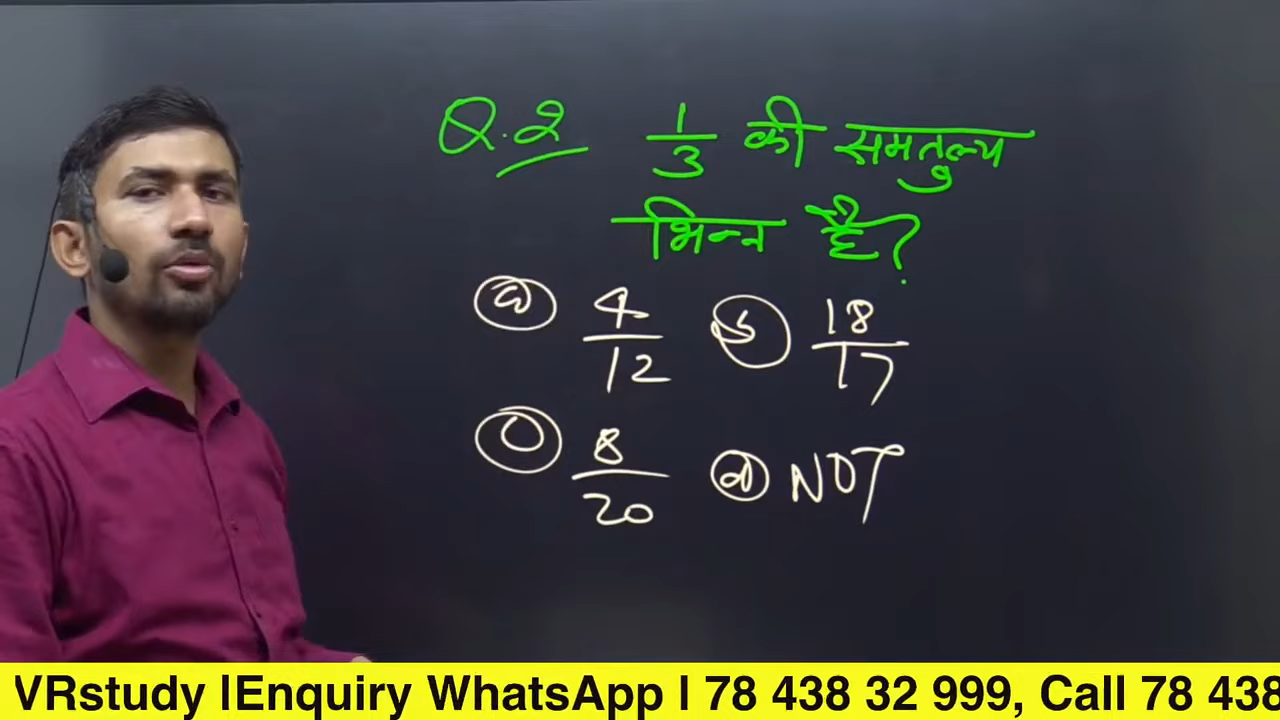 Q.2 1/3 की समतुल्य
भिन्न है?
(a) 4/12 (b) 18/17
(c) 8/20 (d) NOT
VRstudy |Enquiry WhatsApp | 78 438 32 999, Call 78 438